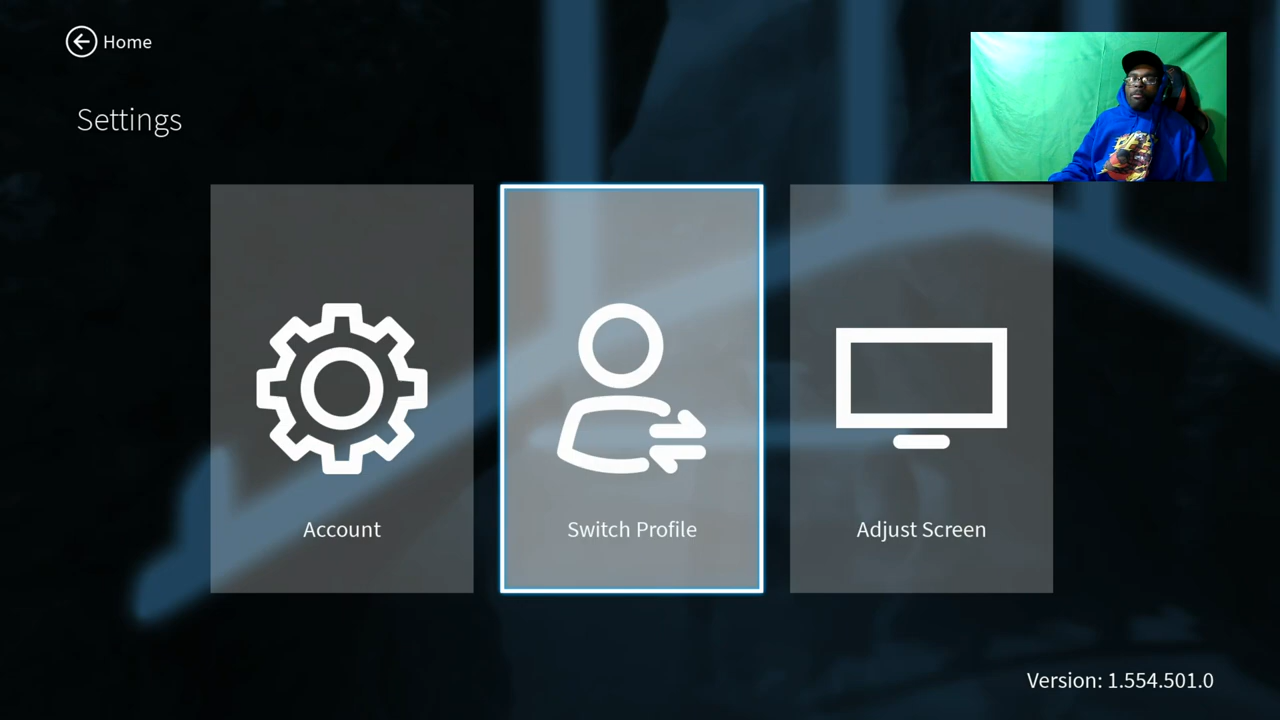 Home
Settings
Account
Switch Profile
Adjust Screen
Version: 1.554.501.0